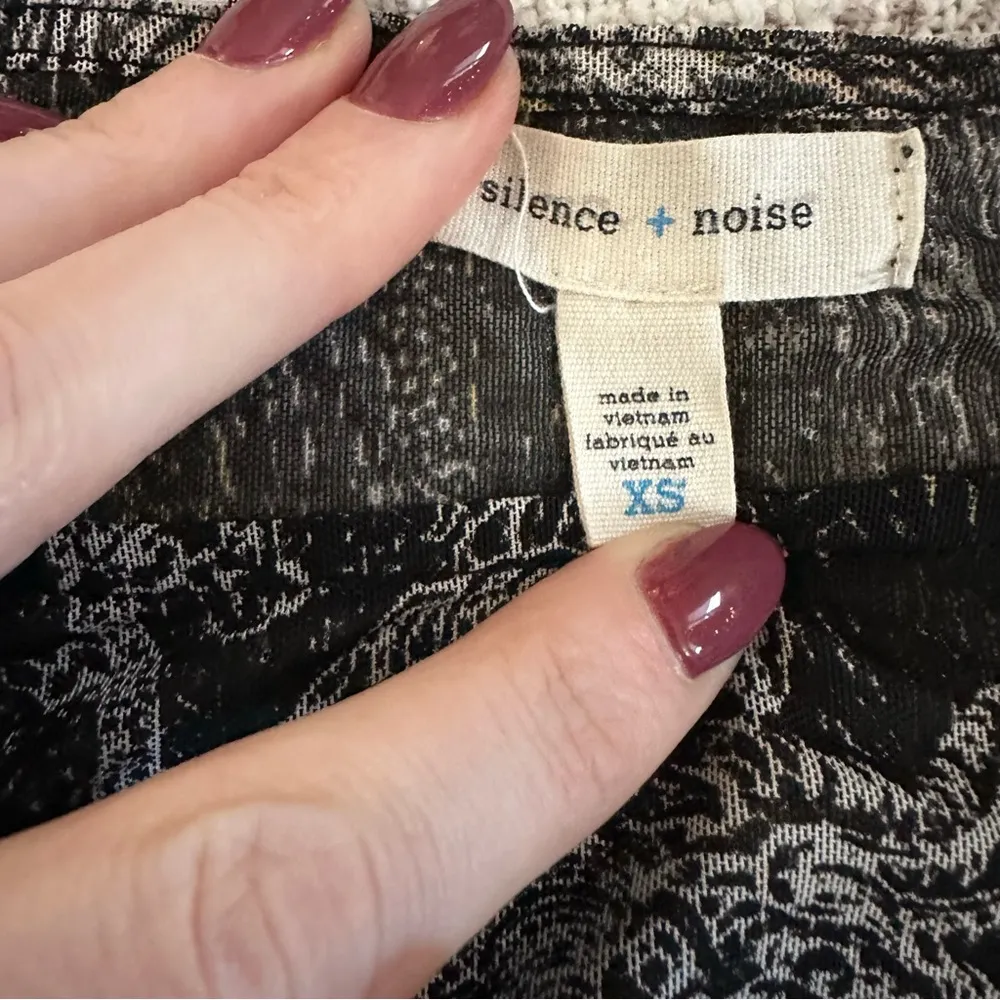 silence + noise
made in
vietnam
fabriqué au
vietnam
XS